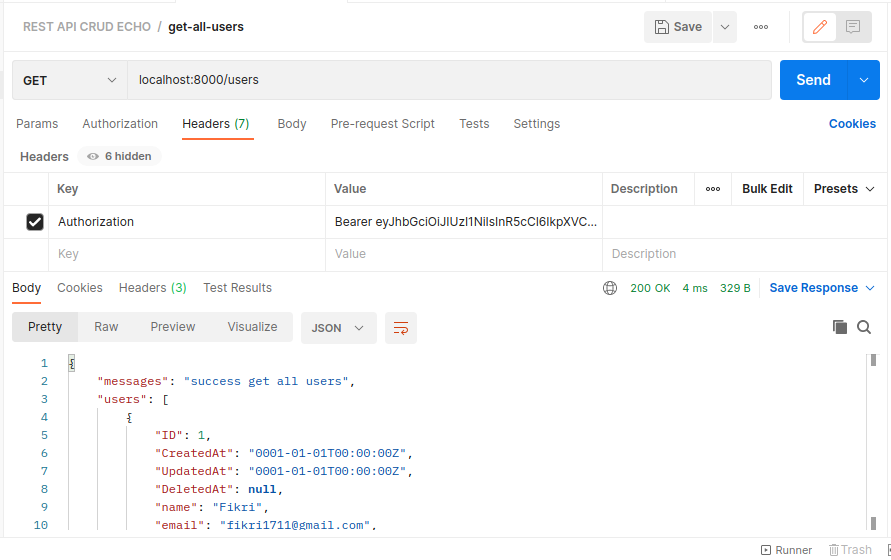 REST API CRUD ECHO / get-all-users
Save
GET localhost:8000/users Send
Params Authorization Headers (7) Body Pre-request Script Tests Settings Cookies
Headers 6 hidden
Key Value Description Bulk Edit Presets
Authorization Bearer eyJhbGciOiJIUzI1NiIsInR5cCI6IkpXVC...
Key Value Description
Body Cookies Headers (3) Test Results 200 OK 4 ms 329 B Save Response
Pretty Raw Preview Visualize JSON
1 {
2 "messages": "success get all users",
3 "users": [
4 {
5 "ID": 1,
6 "CreatedAt": "0001-01-01T00:00:00Z",
7 "UpdatedAt": "0001-01-01T00:00:00Z",
8 "DeletedAt": null,
9 "name": "Fikri",
10 "email": "fikri1711@gmail.com",
Runner Trash